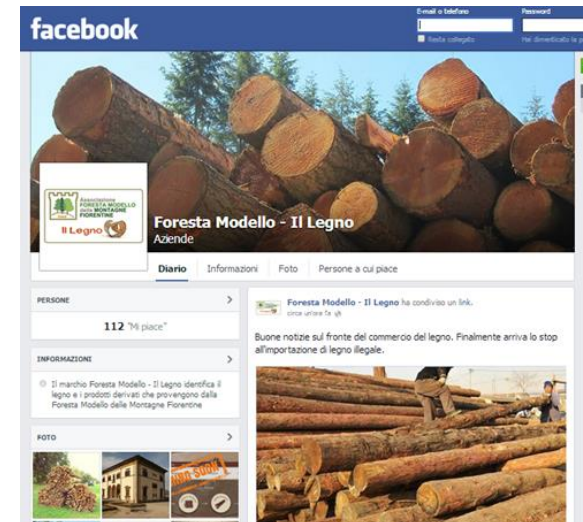 facebook
E-mail o telefono
Password
Resta collegato
Hai dimenticato la
Associazione
FORESTA MODELLO
delle MONTAGNE
FIORENTINE
Il Legno
Foresta Modello - Il Legno
Aziende
Diario Informazioni Foto Persone a cui piace
PERSONE >
112 "Mi piace"
INFORMAZIONI >
Il marchio Foresta Modello - Il Legno identifica il
legno e i prodotti derivati che provengono dalla
Foresta Modello delle Montagne Fiorentine
FOTO >
Foresta Modello - Il Legno ha condiviso un link.
circa un'ora fa
Buone notizie sul fronte del commercio del legno. Finalmente arriva lo stop
all'importazione di legno illegale.